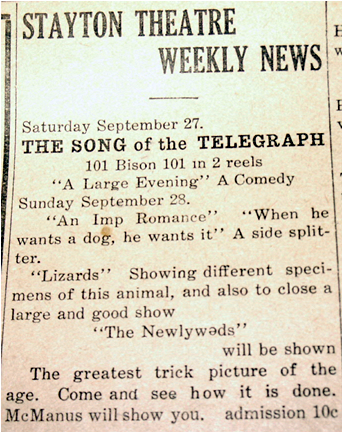 STAYTON THEATRE
WEEKLY NEWS
Saturday September 27.
THE SONG of the TELEGRAPH
101 Bison 101 in 2 reels
"A Large Evening" A Comedy
Sunday September 28.
"An Imp Romance" "When he
wants a dog, he wants it" A side split-
ter.
"Lizards" Showing different speci-
mens of this animal, and also to close a
large and good show
"The Newlywəds"
will be shown
The greatest trick picture of the
age. Come and see how it is done.
McManus will show you. admission 10c